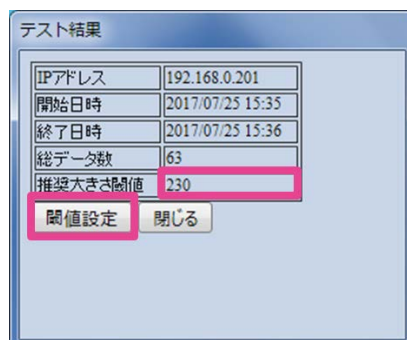 テスト結果
IPアドレス 192.168.0.201
開始日時 2017/07/25 15:35
終了日時 2017/07/25 15:36
総データ数 63
推奨大きさ閾値 230
閾値設定 閉じる